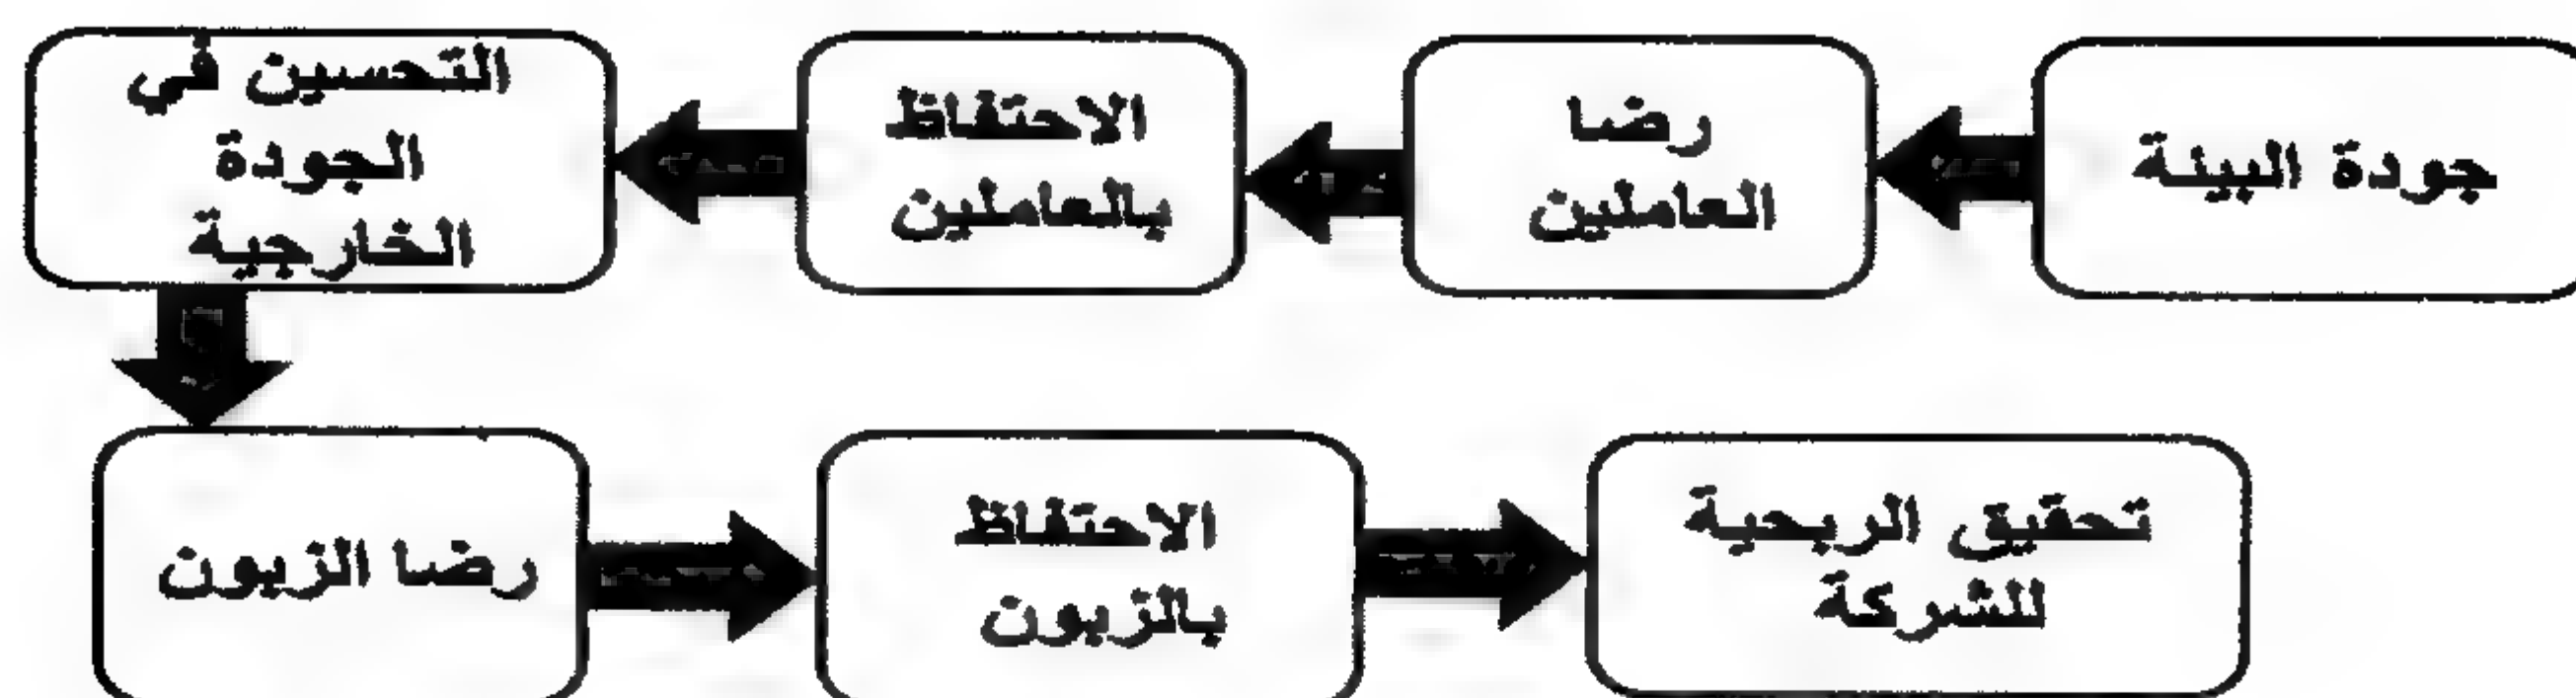 جودة البيئة
رضا
العاملين
الاحتفاظ
بالعاملين
التحسين في
الجودة
الخارجية
رضا الزبون
الاحتفاظ
بالزبون
تحقيق الربحية
للشركة